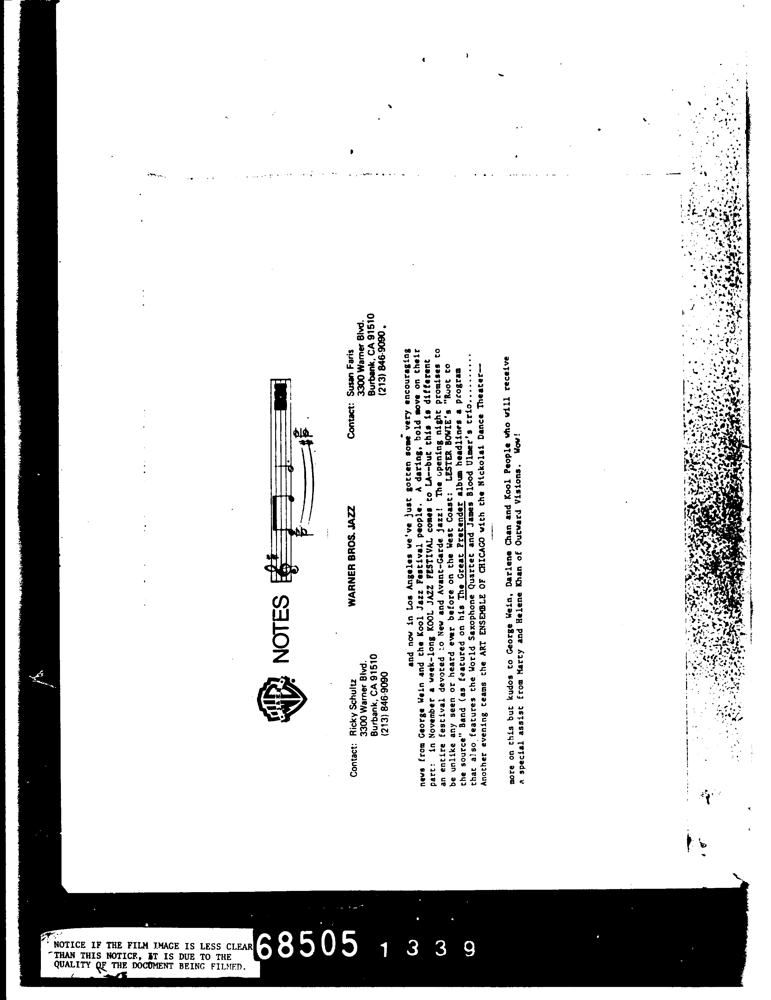 NOTES
WARNER BROS. JAZZ
Contact: Ricky Schultz
3300 Warner Blvd.
Burbank, CA 91510
(213) 846-9090
Contact: Susan Faris
3300 Warner Blvd.
Burbank, CA 91510
(213) 846-9090
and now in Los Angeles we've just gotten some very encouraging
news from George Wein and the Kool Jazz Festival people. A daring, bold move on their
part: in November a week-long KOOL JAZZ FESTIVAL comes to LA--but this is different
an entire festival devoted to New and Avant-Garde jazz! The opening night promises to
be unlike any seen or heard ever before on the West Coast: LESTER BOWIE's "Root to
the source" Band (as featured on his The Great Pretender album headlines a program
that also features the World Saxophone Quartet and James Blood Ulmer's trio...........
Another evening teams the ART ENSEMBLE OF CHICAGO with the Nickolai Dance Theater--
more on this but kudos to George Wein, Darlene Chan and Kool People who will receive
a special assist from Marty and Helene Khan of Outward Visions. Wow!
NOTICE IF THE FILM IMAGE IS LESS CLEAR
THAN THIS NOTICE, IT IS DUE TO THE
QUALITY OF THE DOCUMENT BEING FILMED.
68505 1339